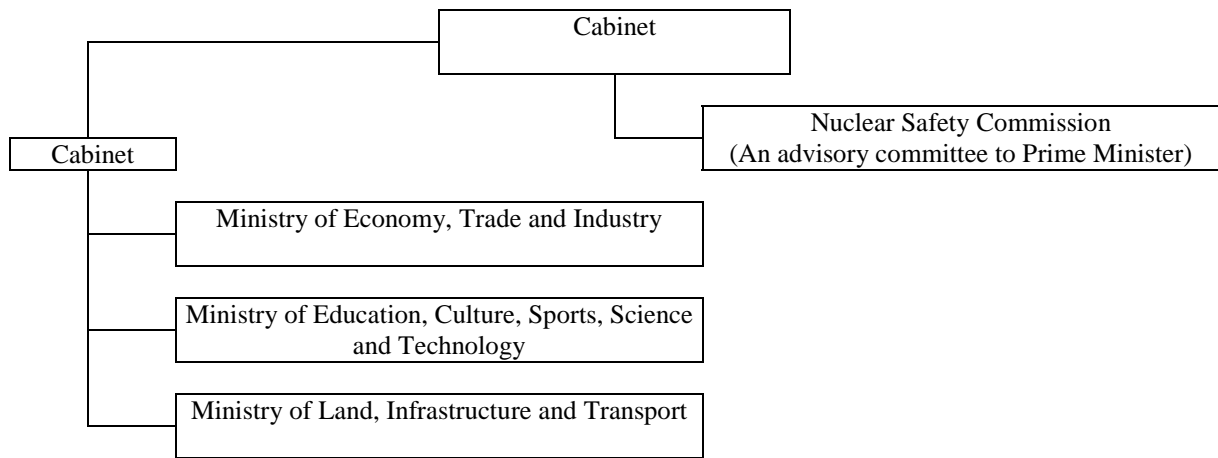 Cabinet
Nuclear Safety Commission
(An advisory committee to Prime Minister)
Cabinet
Ministry of Economy, Trade and Industry
Ministry of Education, Culture, Sports, Science
and Technology
Ministry of Land, Infrastructure and Transport